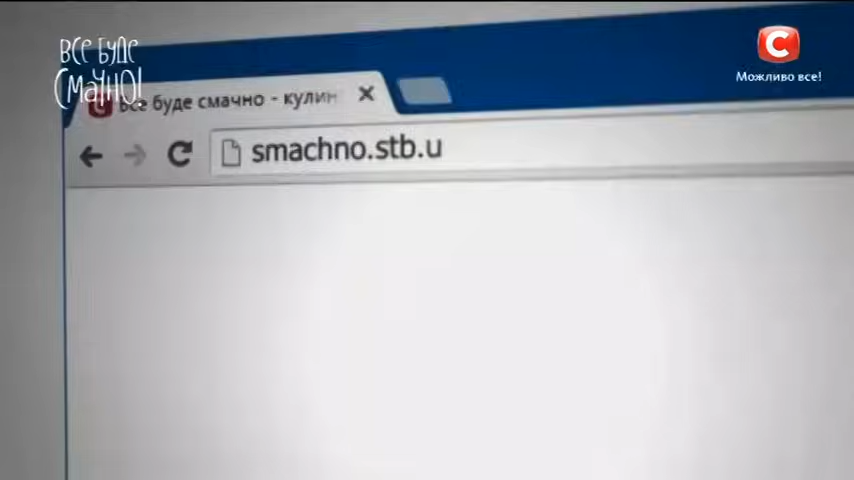 ВСЕ БУДЕ
СМАЧНО!
С
Можливо все!
Все буде смачно - кулин
smachno.stb.u